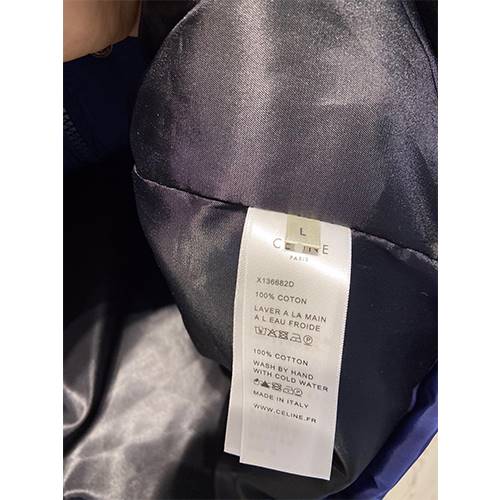 L
CELINE
PARIS
X136682D
100% COTON
LAVER A LA MAIN
A L EAU FROIDE
100% COTTON
WASH BY HAND
WITH COLD WATER
MADE IN ITALY
WWW.CELINE.FR